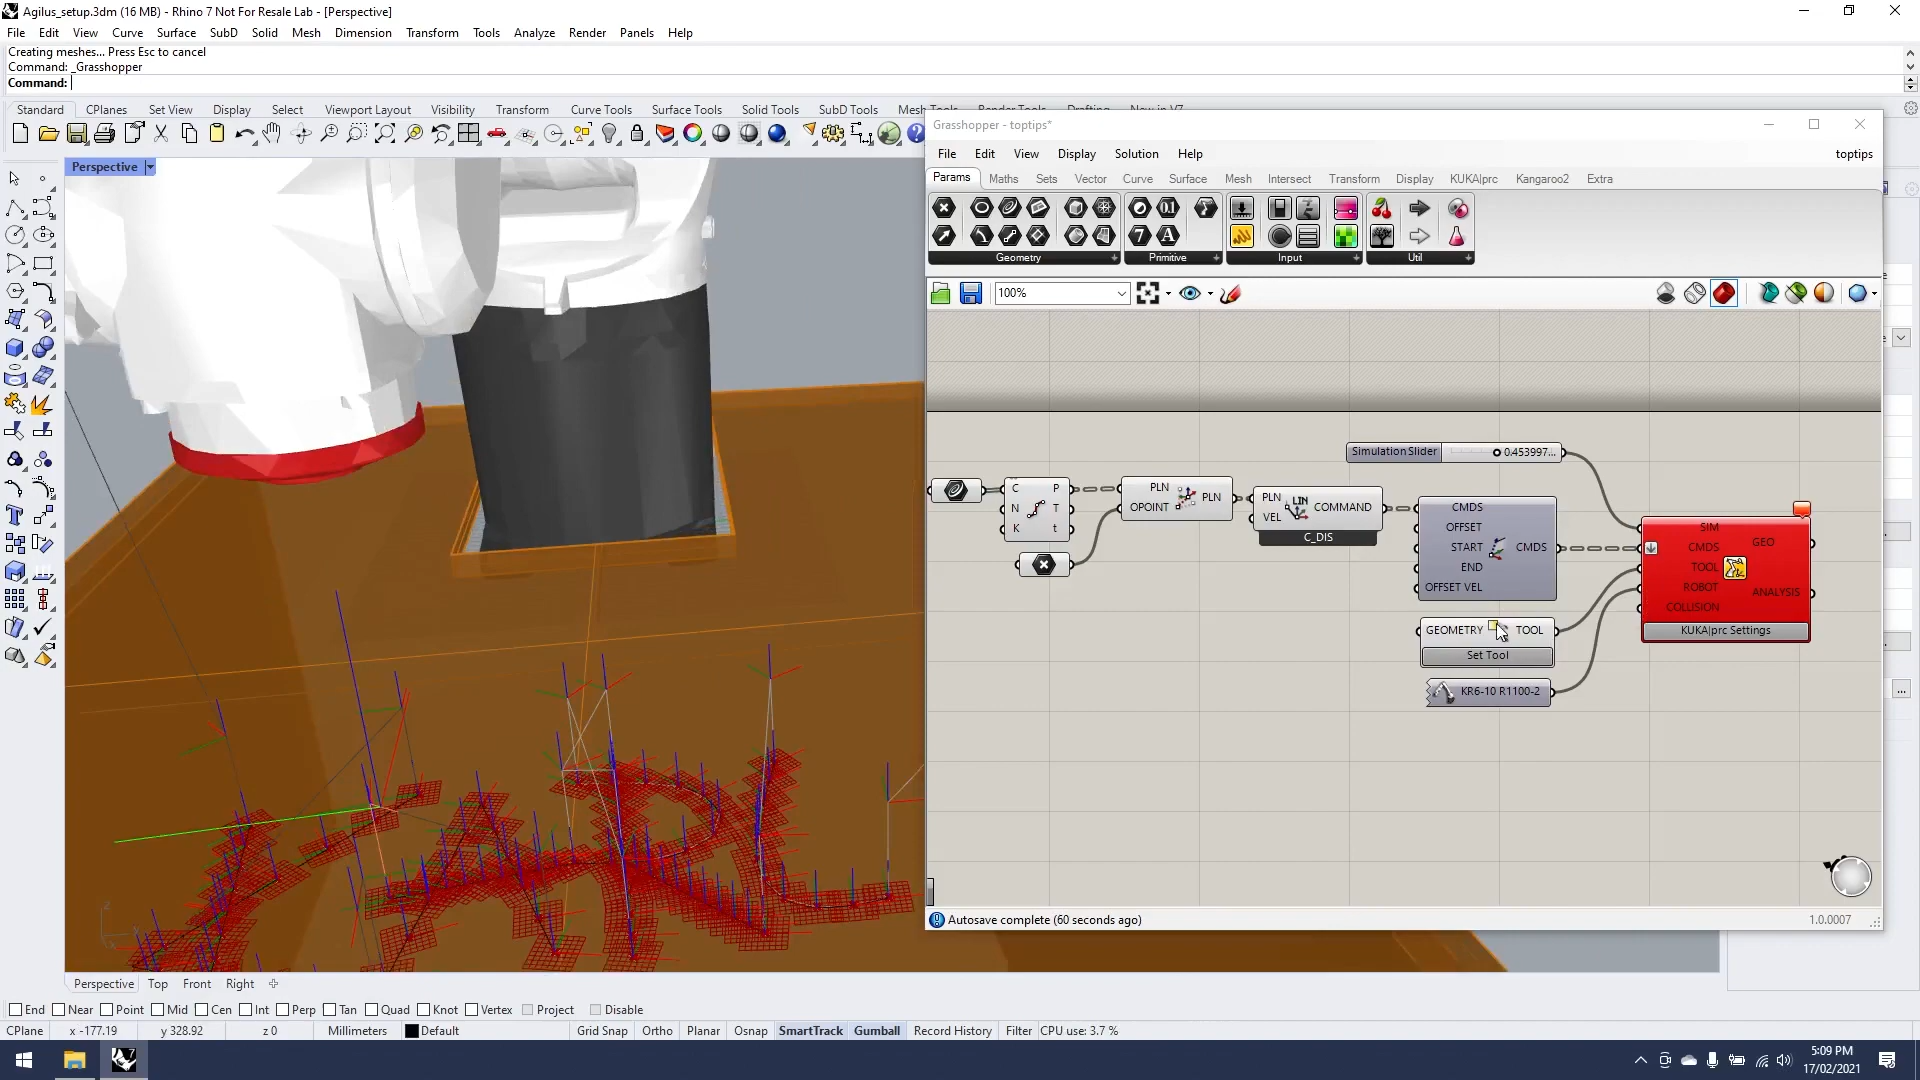 Agilus_setup.3dm (16 MB) - Rhino 7 Not For Resale Lab - [Perspective]
File Edit View Curve Surface SubD Solid Mesh Dimension Transform Tools Analyze Render Panels Help
Creating meshes... Press Esc to cancel
Command: _Grasshopper
Command:
Standard CPlanes Set View Display Select Viewport Layout Visibility Transform Curve Tools Surface Tools Solid Tools SubD Tools Mesh Tools Render Tools Drafting New in V7
Perspective
Grasshopper - toptips*
File Edit View Display Solution Help toptips
Params Maths Sets Vector Curve Surface Mesh Intersect Transform Display KUKA|prc Kangaroo2 Extra
Geometry Primitive Input Util
100%
Simulation Slider 0.453997...
C P
N T
K t
PLN PLN
OPOINT
PLN LIN COMMAND
VEL
C_DIS
CMDS
OFFSET
START CMDS
END
OFFSET VEL
GEOMETRY TOOL
Set Tool
KR6-10 R1100-2
SIM GEO
CMDS
TOOL
ROBOT ANALYSIS
COLLISION
KUKA|prc Settings
Autosave complete (60 seconds ago) 1.0.0007
Perspective Top Front Right
End Near Point Mid Cen Int Perp Tan Quad Knot Vertex Project Disable
CPlane x -177.19 y 328.92 z 0 Millimeters Default Grid Snap Ortho Planar Osnap SmartTrack Gumball Record History Filter CPU use: 3.7 %
5:09 PM
17/02/2021